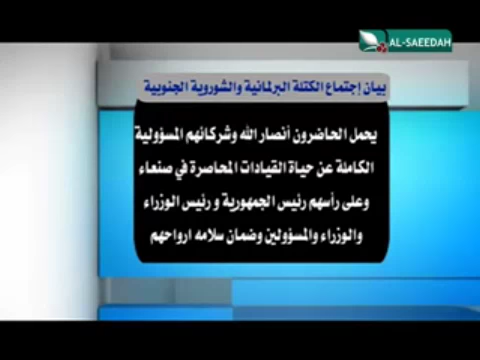 AL-SAEEDAH
بيان إجتماع الكتلة البرلمانية والشوروية الجنوبية
يحمل الحاضرون أنصار الله وشركائهم المسؤولية
الكاملة عن حياة القيادات المحاصرة في صنعاء
وعلى رأسهم رئيس الجمهورية و رئيس الوزراء
والوزراء والمسؤولين وضمان سلامه ارواحهم